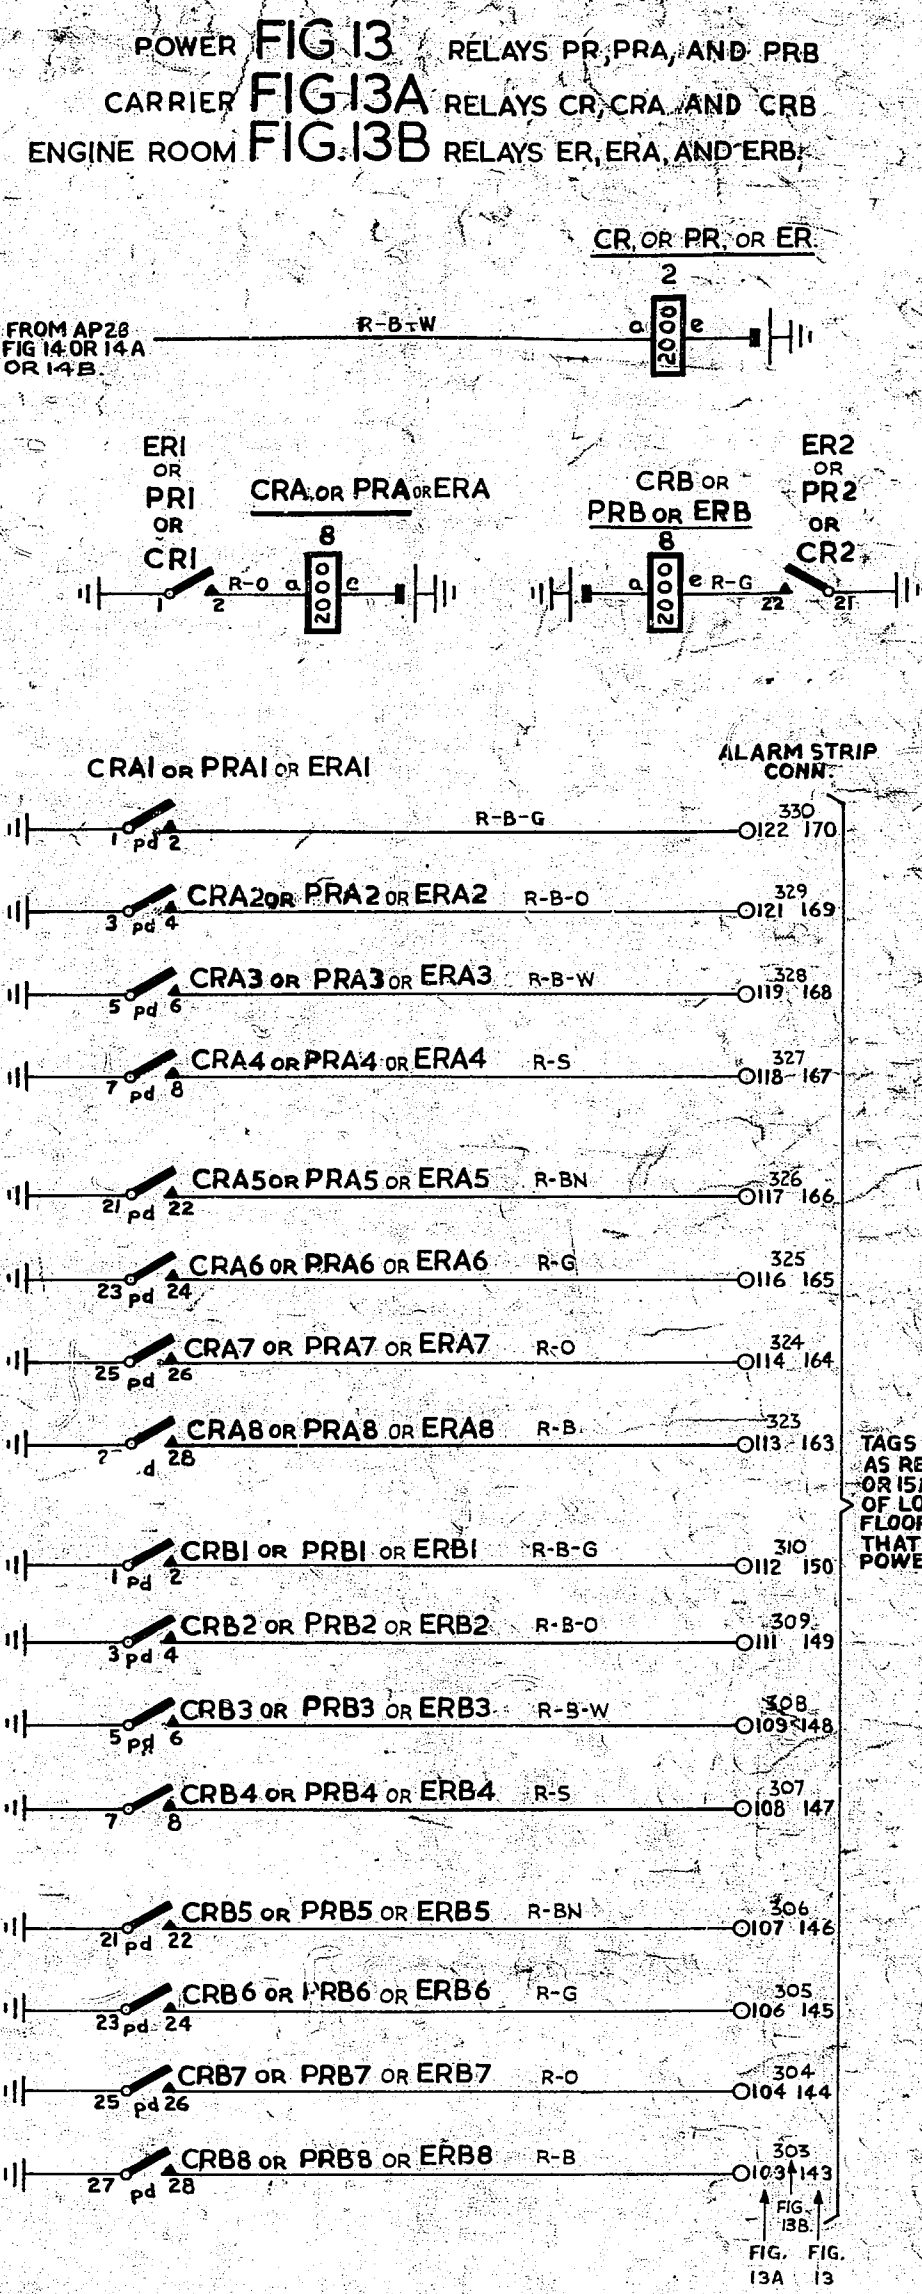 POWER FIG 13 RELAYS PR, PRA, AND PRB
CARRIER FIG 13A RELAYS CR, CRA AND CRB
ENGINE ROOM FIG. 13B RELAYS ER, ERA, AND ERB.
CR, OR PR, OR ER.
2
FROM AP28
FIG 14 OR 14A
OR 14B.
R-B-W
a 2000 e
ER1
OR
PR1
OR
CR1
CRA, OR PRA OR ERA
8
1 2 R-O a 2000 c
CRB OR
PRB OR ERB
8
ER2
OR
PR2
OR
CR2
a 2000 e R-G 22 21
ALARM STRIP
CONN.
CRA1 OR PRA1 OR ERA1
1 pd 2 R-B-G 330
122 170
CRA2 OR PRA2 OR ERA2 R-B-O 329
3 pd 4 121 169
CRA3 OR PRA3 OR ERA3 R-B-W 328
5 pd 6 119 168
CRA4 OR PRA4 OR ERA4 R-S 327
7 pd 8 118 167
CRA5 OR PRA5 OR ERA5 R-BN 326
21 pd 22 117 166
CRA6 OR PRA6 OR ERA6 R-G 325
23 pd 24 116 165
CRA7 OR PRA7 OR ERA7 R-O 324
25 pd 26 114 164
CRA8 OR PRA8 OR ERA8 R-B 323
28 113 163
TAGS
AS RE
OR 15
OF LO
FLOOR
THAT
POWE
CRB1 OR PRB1 OR ERB1 R-B-G 310
1 pd 2 112 150
CRB2 OR PRB2 OR ERB2 R-B-O 309
3 pd 4 111 149
CRB3 OR PRB3 OR ERB3 R-B-W 308
5 pd 6 109 148
CRB4 OR PRB4 OR ERB4 R-S 307
7 8 108 147
CRB5 OR PRB5 OR ERB5 R-BN 306
21 pd 22 107 146
CRB6 OR PRB6 OR ERB6 R-G 305
23 pd 24 106 145
CRB7 OR PRB7 OR ERB7 R-O 304
25 pd 26 104 144
CRB8 OR PRB8 OR ERB8 R-B 303
27 pd 28 103 143
FIG.
13B.
FIG. FIG.
13A 13